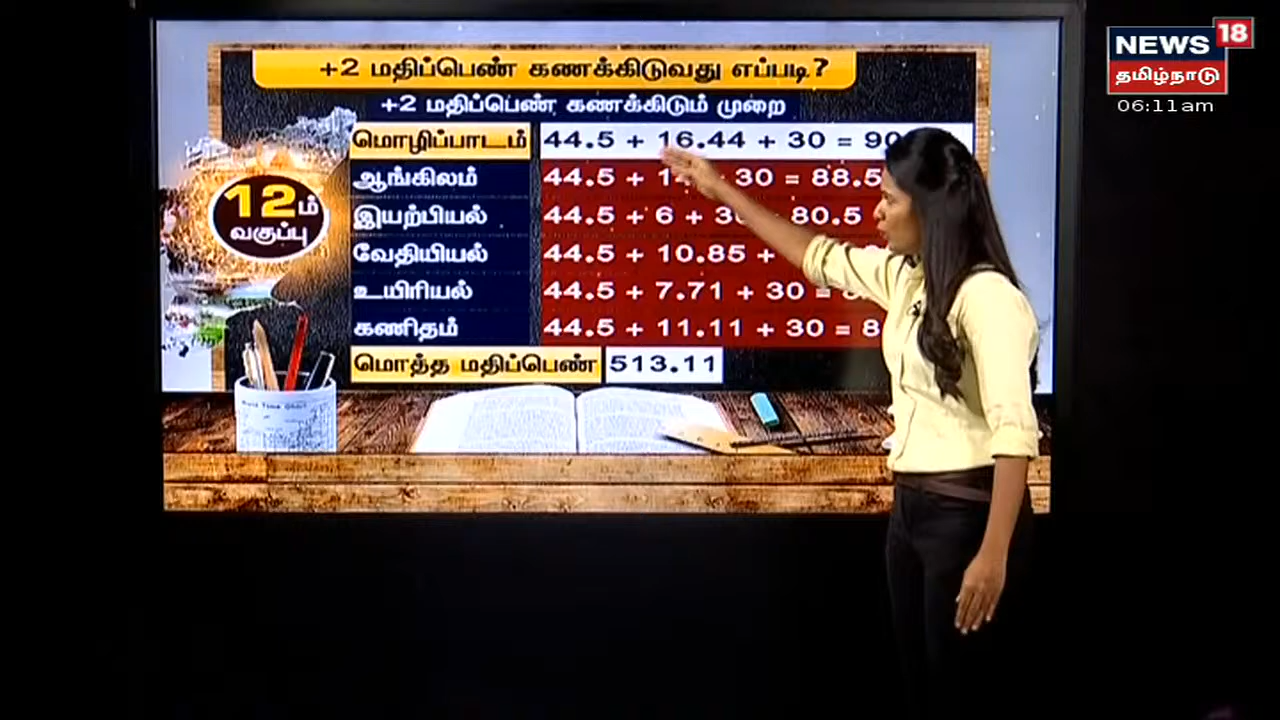 NEWS 18
தமிழ்நாடு
06:11am
+2 மதிப்பெண் கணக்கிடுவது எப்படி?
+2 மதிப்பெண் கணக்கிடும் முறை
12ம்
வகுப்பு
மொழிப்பாடம் 44.5 + 16.44 + 30 = 90
ஆங்கிலம் 44.5 + 30 = 88.5
இயற்பியல் 44.5 + 6 + 80.5
வேதியியல் 44.5 + 10.85 +
உயிரியல் 44.5 + 7.71 + 30 =
கணிதம் 44.5 + 11.11 + 30 = 8
மொத்த மதிப்பெண் 513.11